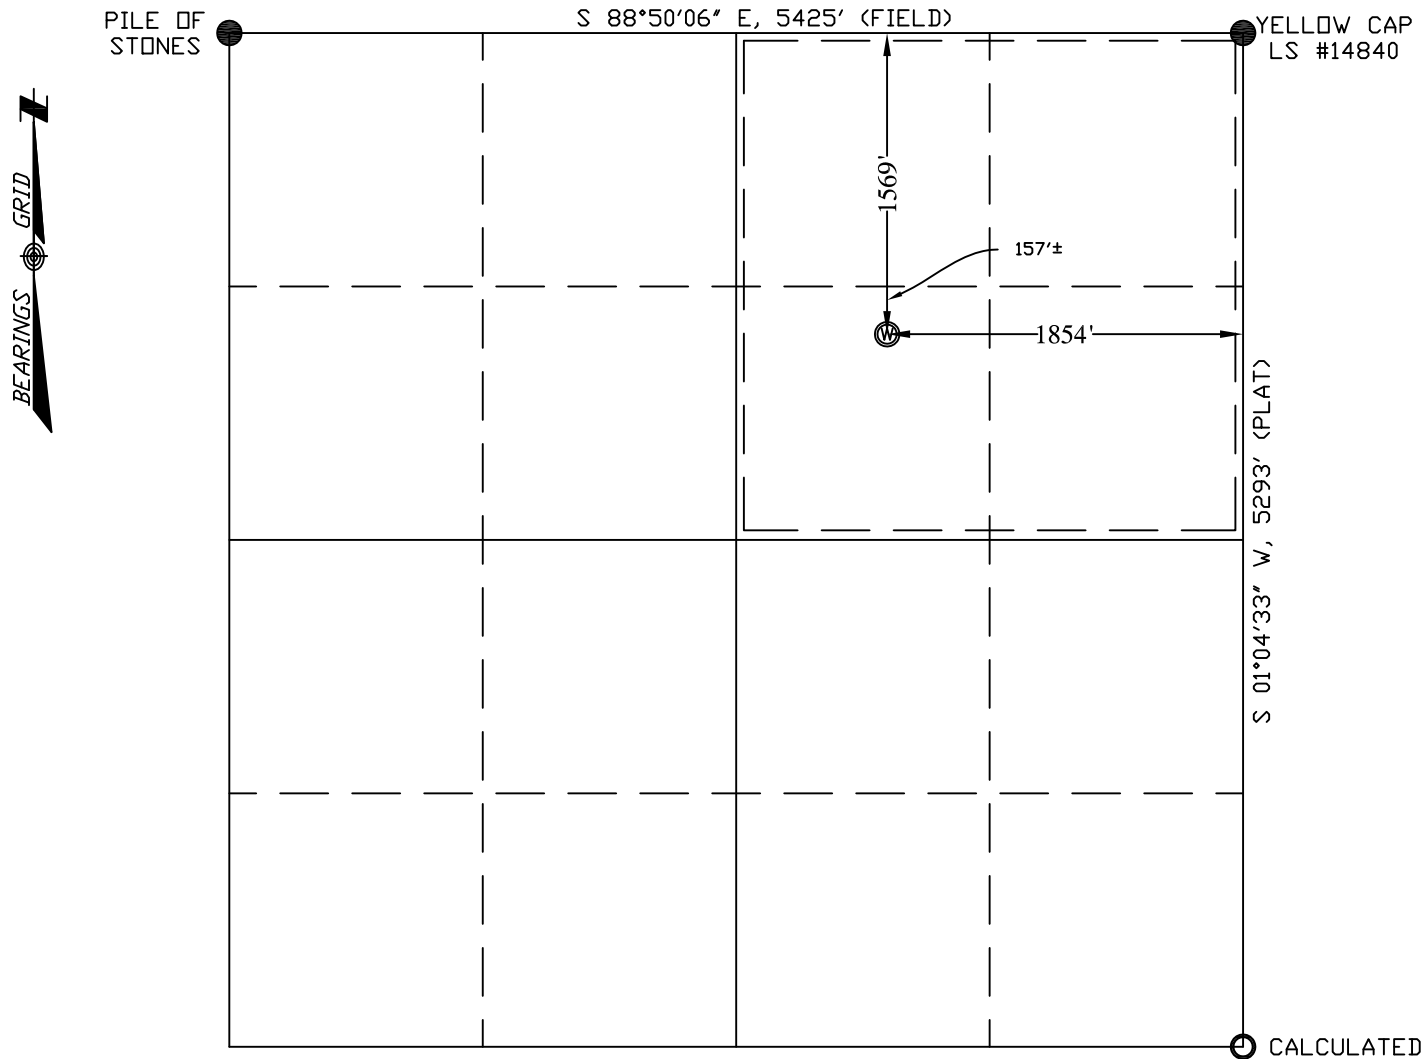 PILE OF
STONES
S 88°50'06" E, 5425' (FIELD)
YELLOW CAP
LS #14840
N
BEARINGS GRID
1569'
157'±
W
1854'
S 01°04'33" W, 5293' (PLAT)
CALCULATED